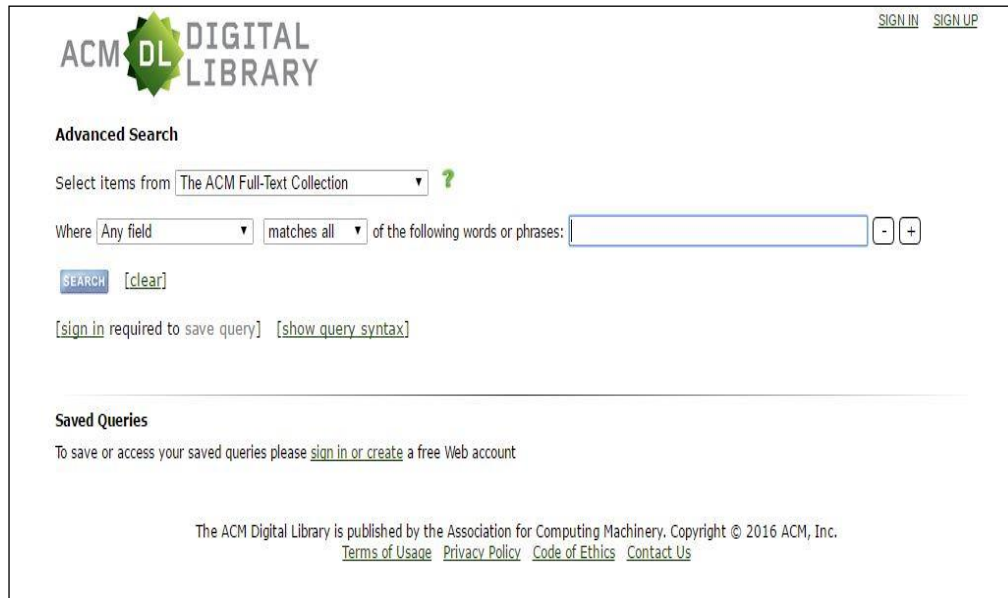 SIGN IN SIGN UP
ACM DL DIGITAL LIBRARY
Advanced Search
Select items from The ACM Full-Text Collection ?
Where Any field matches all of the following words or phrases: - +
SEARCH [clear]
[sign in required to save query] [show query syntax]
Saved Queries
To save or access your saved queries please sign in or create a free Web account
The ACM Digital Library is published by the Association for Computing Machinery. Copyright © 2016 ACM, Inc.
Terms of Usage Privacy Policy Code of Ethics Contact Us